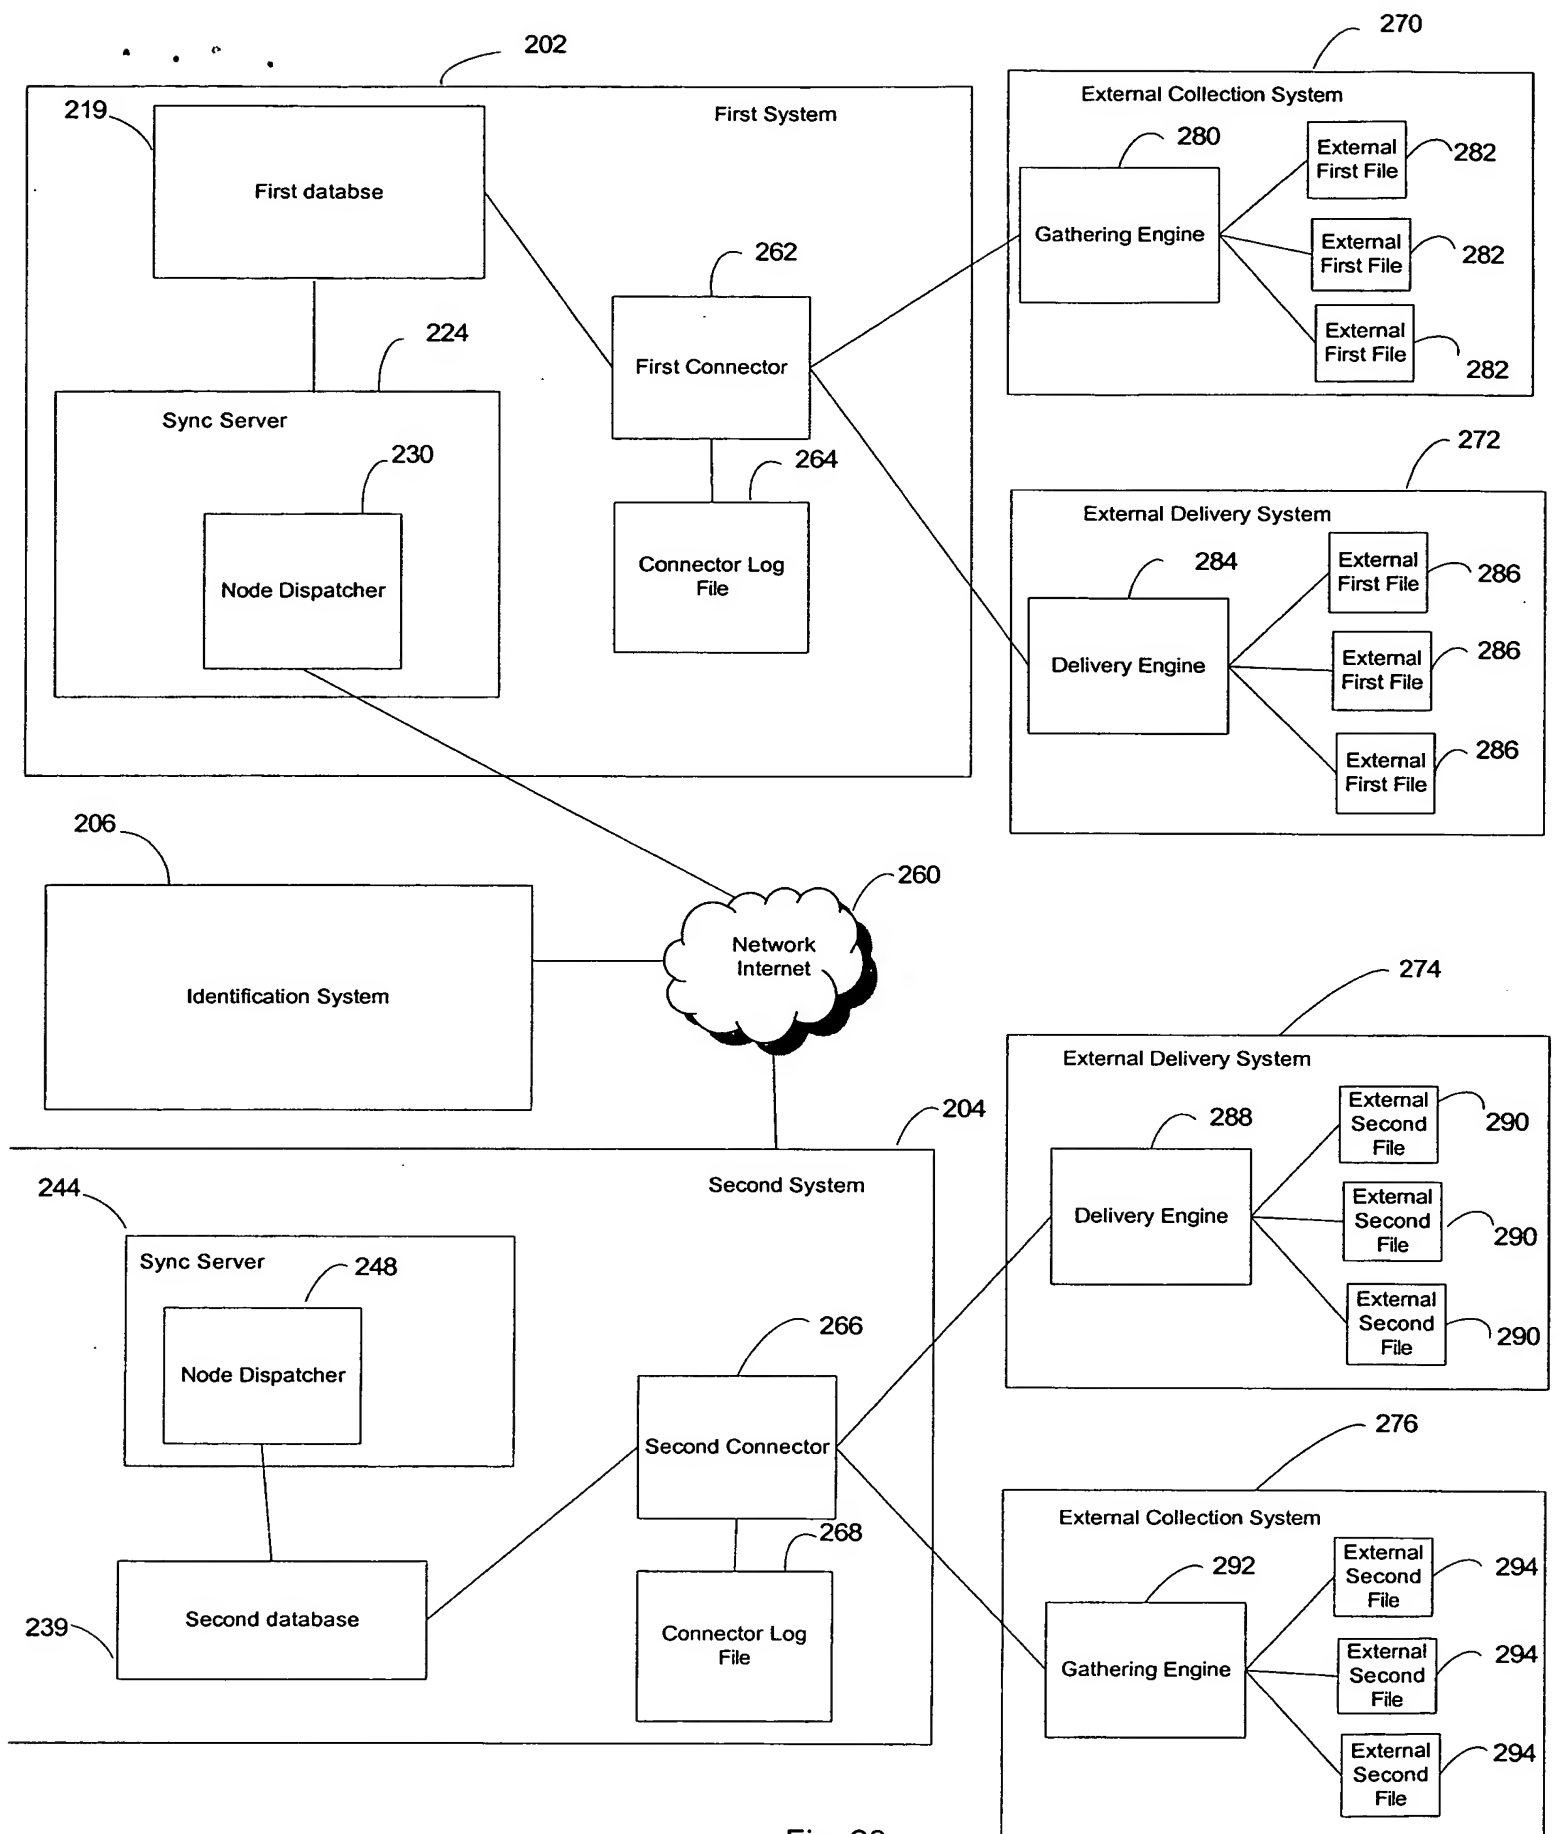 202
219
First System
First databse
262
224
First Connector
Sync Server
230
264
Node Dispatcher
Connector Log
File
270
External Collection System
280
Gathering Engine
External
First File
282
External
First File
282
External
First File
282
272
External Delivery System
284
Delivery Engine
External
First File
286
External
First File
286
External
First File
286
206
Identification System
260
Network
Internet
204
Second System
244
Sync Server
248
Node Dispatcher
266
Second Connector
268
239
Second database
Connector Log
File
274
External Delivery System
288
Delivery Engine
External
Second
File
290
External
Second
File
290
External
Second
File
290
276
External Collection System
292
Gathering Engine
External
Second
File
294
External
Second
File
294
External
Second
File
294